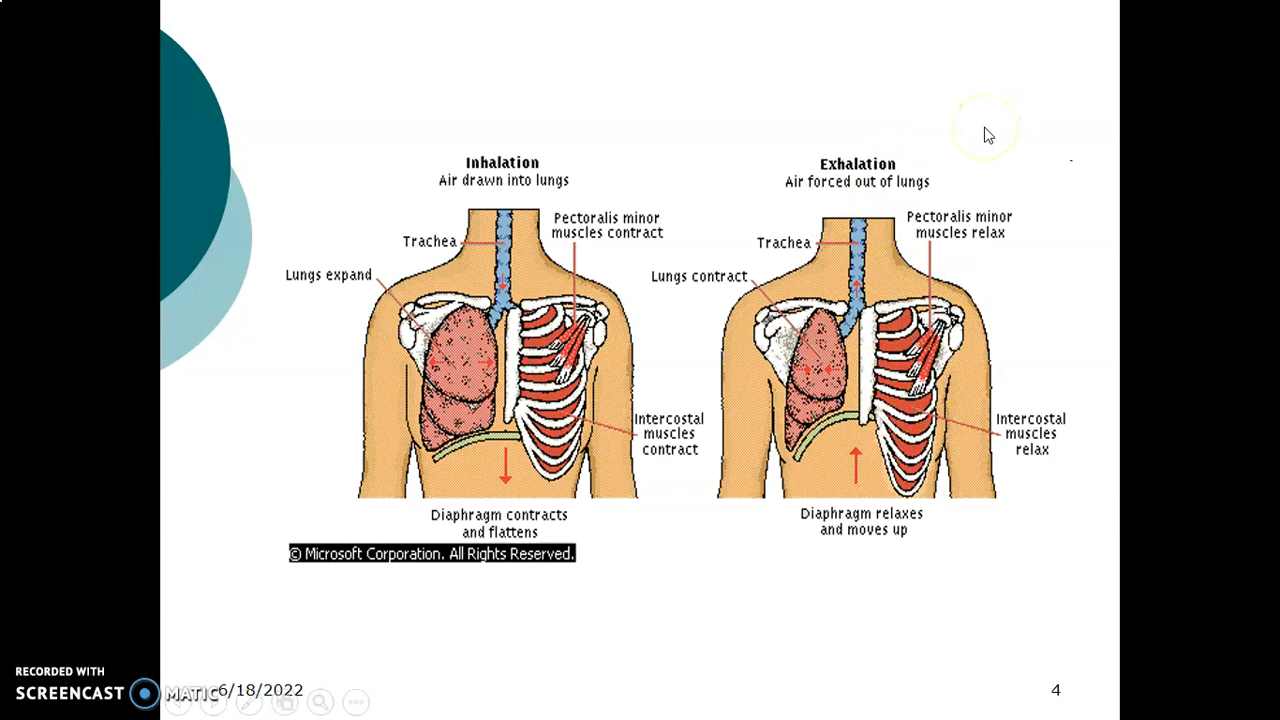 Inhalation
Air drawn into lungs
Trachea
Pectoralis minor
muscles contract
Lungs expand
Intercostal
muscles
contract
Diaphragm contracts
and flattens
© Microsoft Corporation. All Rights Reserved.
Exhalation
Air forced out of lungs
Trachea
Pectoralis minor
muscles relax
Lungs contract
Intercostal
muscles
relax
Diaphragm relaxes
and moves up
RECORDED WITH
SCREENCAST MATIC
6/18/2022
4